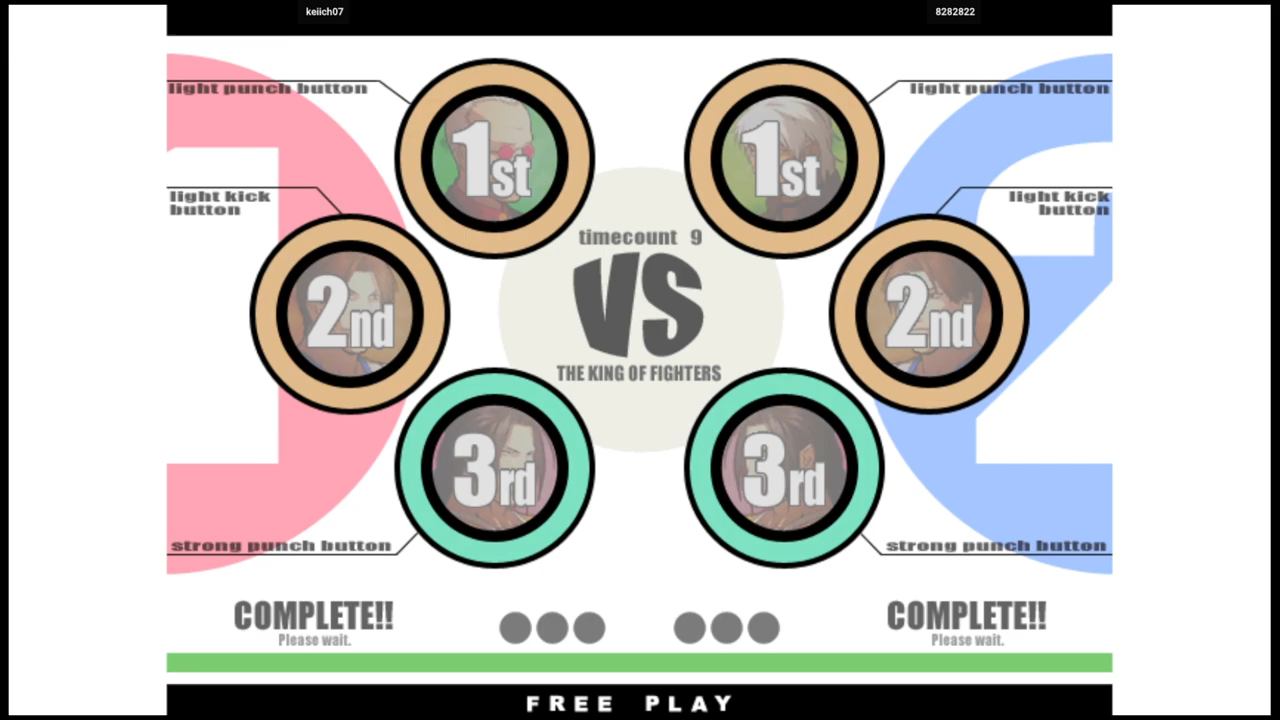 keiich07
8282822
light punch button
light punch button
1st
1st
light kick
button
light kick
button
timecount 9
VS
THE KING OF FIGHTERS
2nd
2nd
3rd
3rd
strong punch button
strong punch button
COMPLETE!!
Please wait.
COMPLETE!!
Please wait.
FREE PLAY